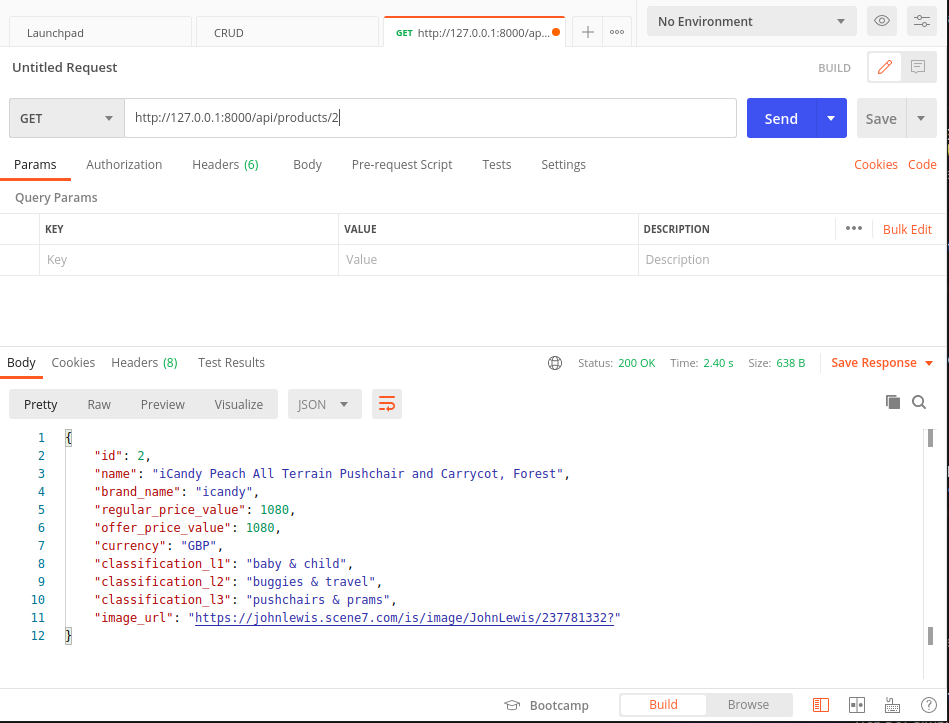 Launchpad CRUD GET http://127.0.0.1:8000/ap... No Environment
Untitled Request BUILD
GET http://127.0.0.1:8000/api/products/2 Send Save
Params Authorization Headers (6) Body Pre-request Script Tests Settings Cookies Code
Query Params
KEY VALUE DESCRIPTION Bulk Edit
Key Value Description
Body Cookies Headers (8) Test Results Status: 200 OK Time: 2.40 s Size: 638 B Save Response
Pretty Raw Preview Visualize JSON
1 {
2 "id": 2,
3 "name": "iCandy Peach All Terrain Pushchair and Carrycot, Forest",
4 "brand_name": "icandy",
5 "regular_price_value": 1080,
6 "offer_price_value": 1080,
7 "currency": "GBP",
8 "classification_l1": "baby & child",
9 "classification_l2": "buggies & travel",
10 "classification_l3": "pushchairs & prams",
11 "image_url": "https://johnlewis.scene7.com/is/image/JohnLewis/237781332?"
12 }
Bootcamp Build Browse